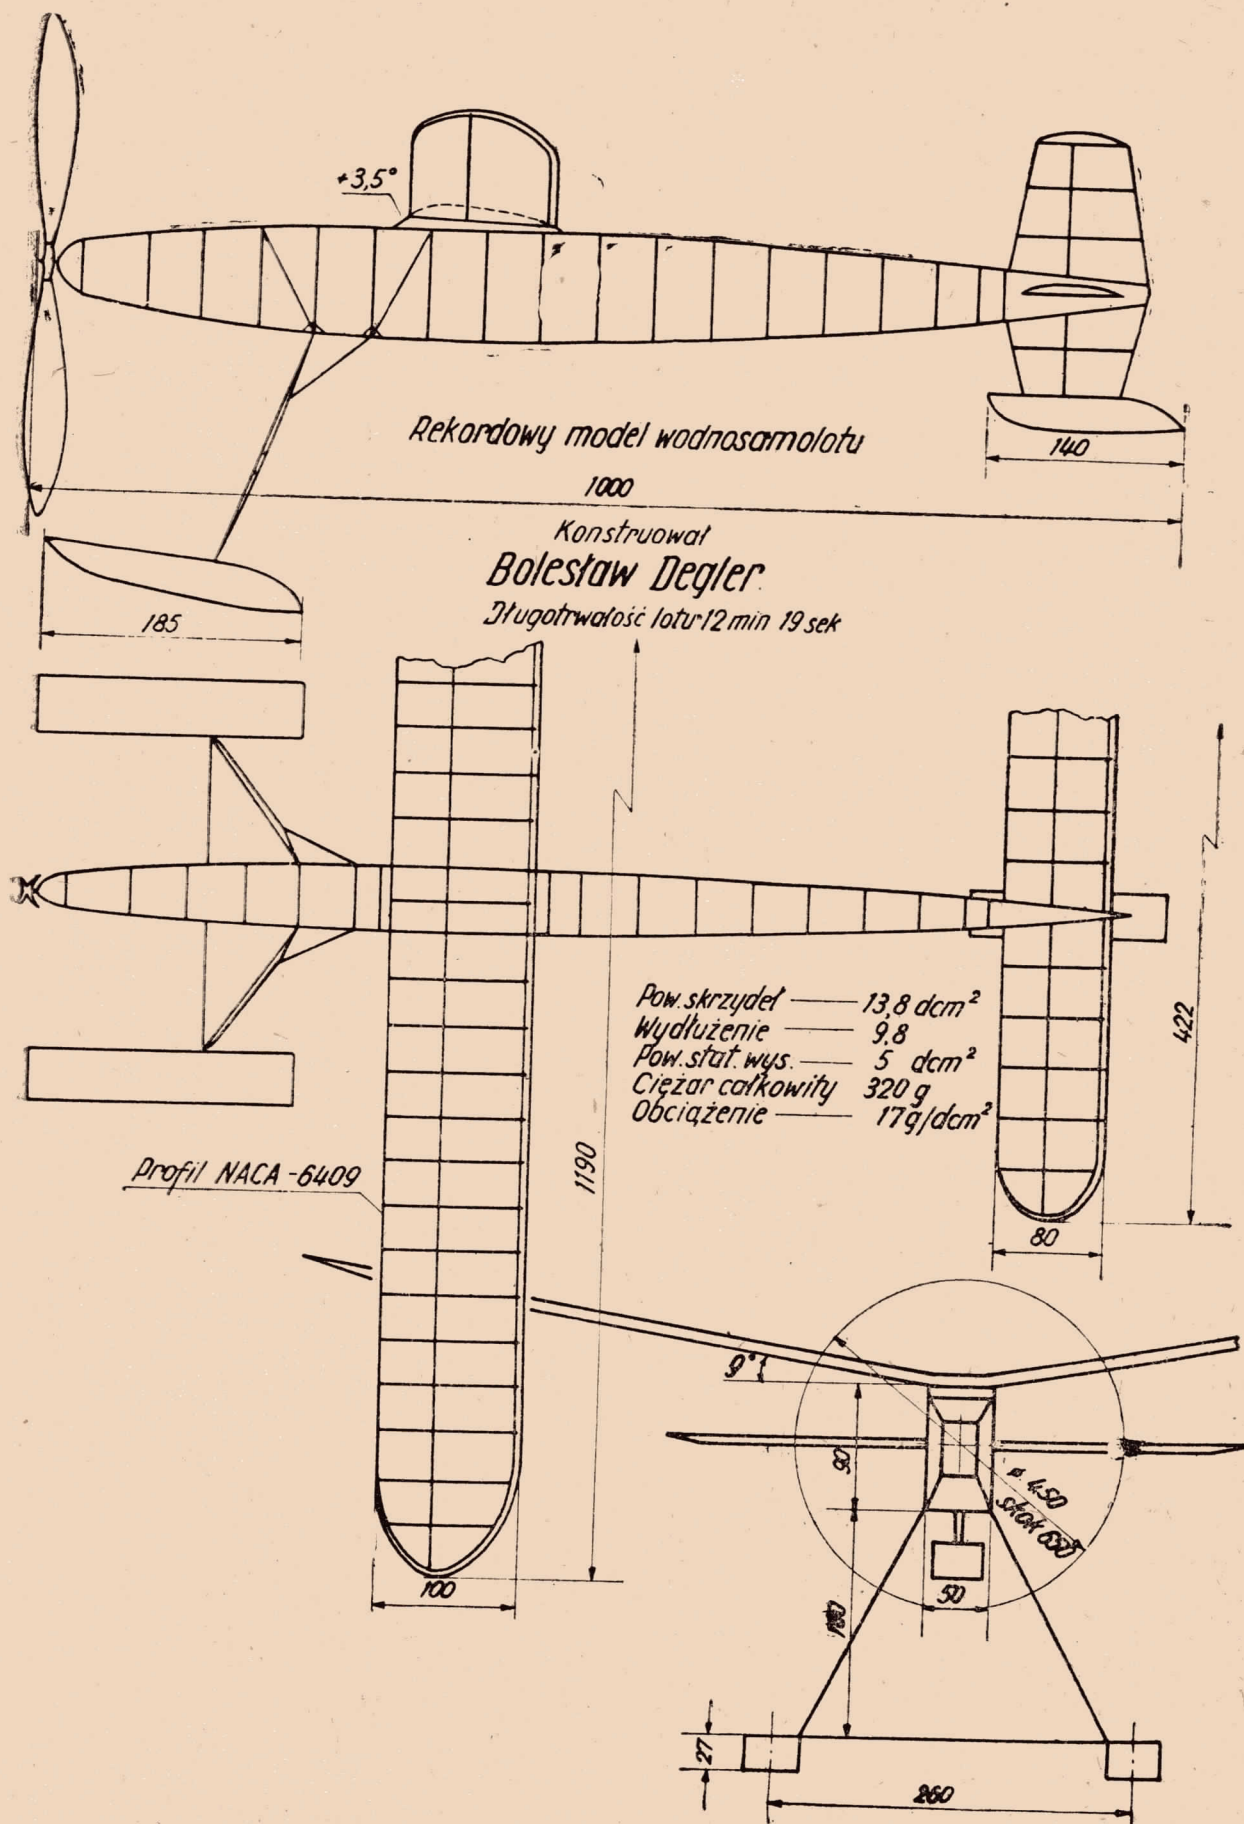 +3,5°
Rekordowy model wodnosamolotu
140
1000
Konstruował
Bolesław Degler
Długotrwałość lotu 12 min 19 sek
185
Pow. skrzydeł — 13,8 dcm²
Wydłużenie — 9,8
Pow. stat. wys. — 5 dcm²
Ciężar całkowity 320 g
Obciążenie — 17 g/dcm²
422
1190
Profil NACA-6409
80
9°
90
ø 450
skok
50
100
27
260